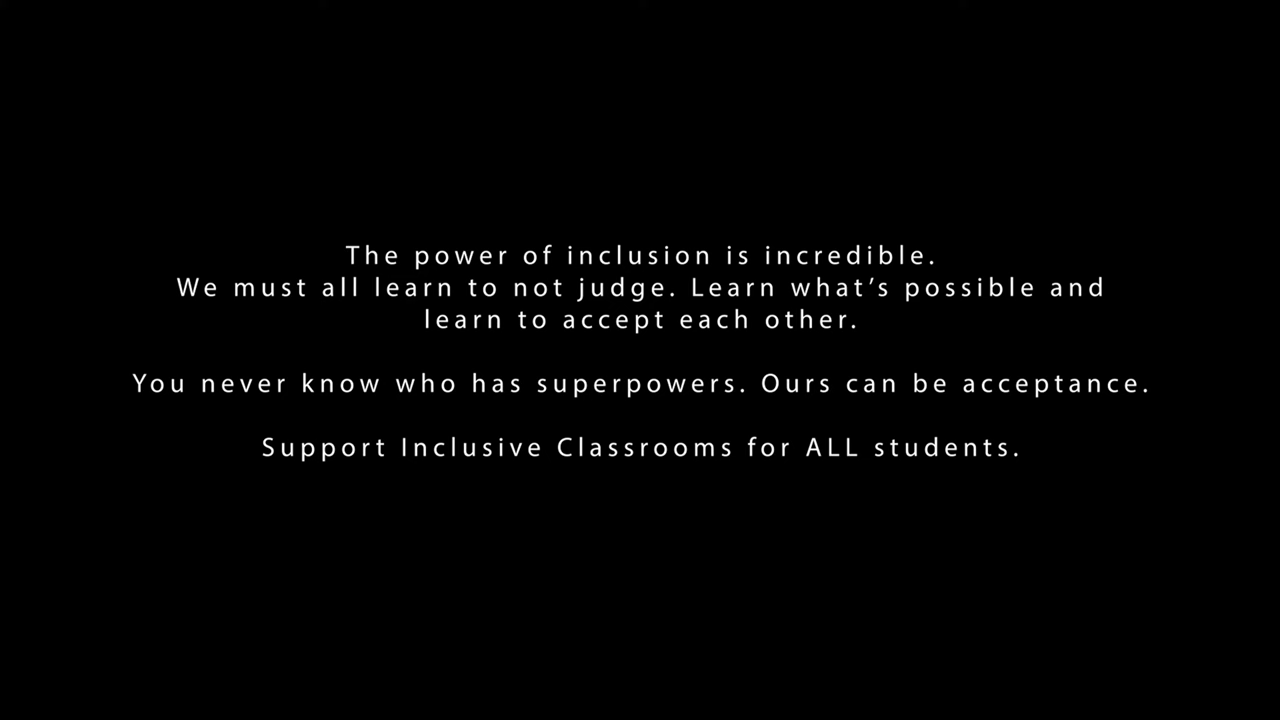 The power of inclusion is incredible.
We must all learn to not judge. Learn what’s possible and
learn to accept each other.
You never know who has superpowers. Ours can be acceptance.
Support Inclusive Classrooms for ALL students.